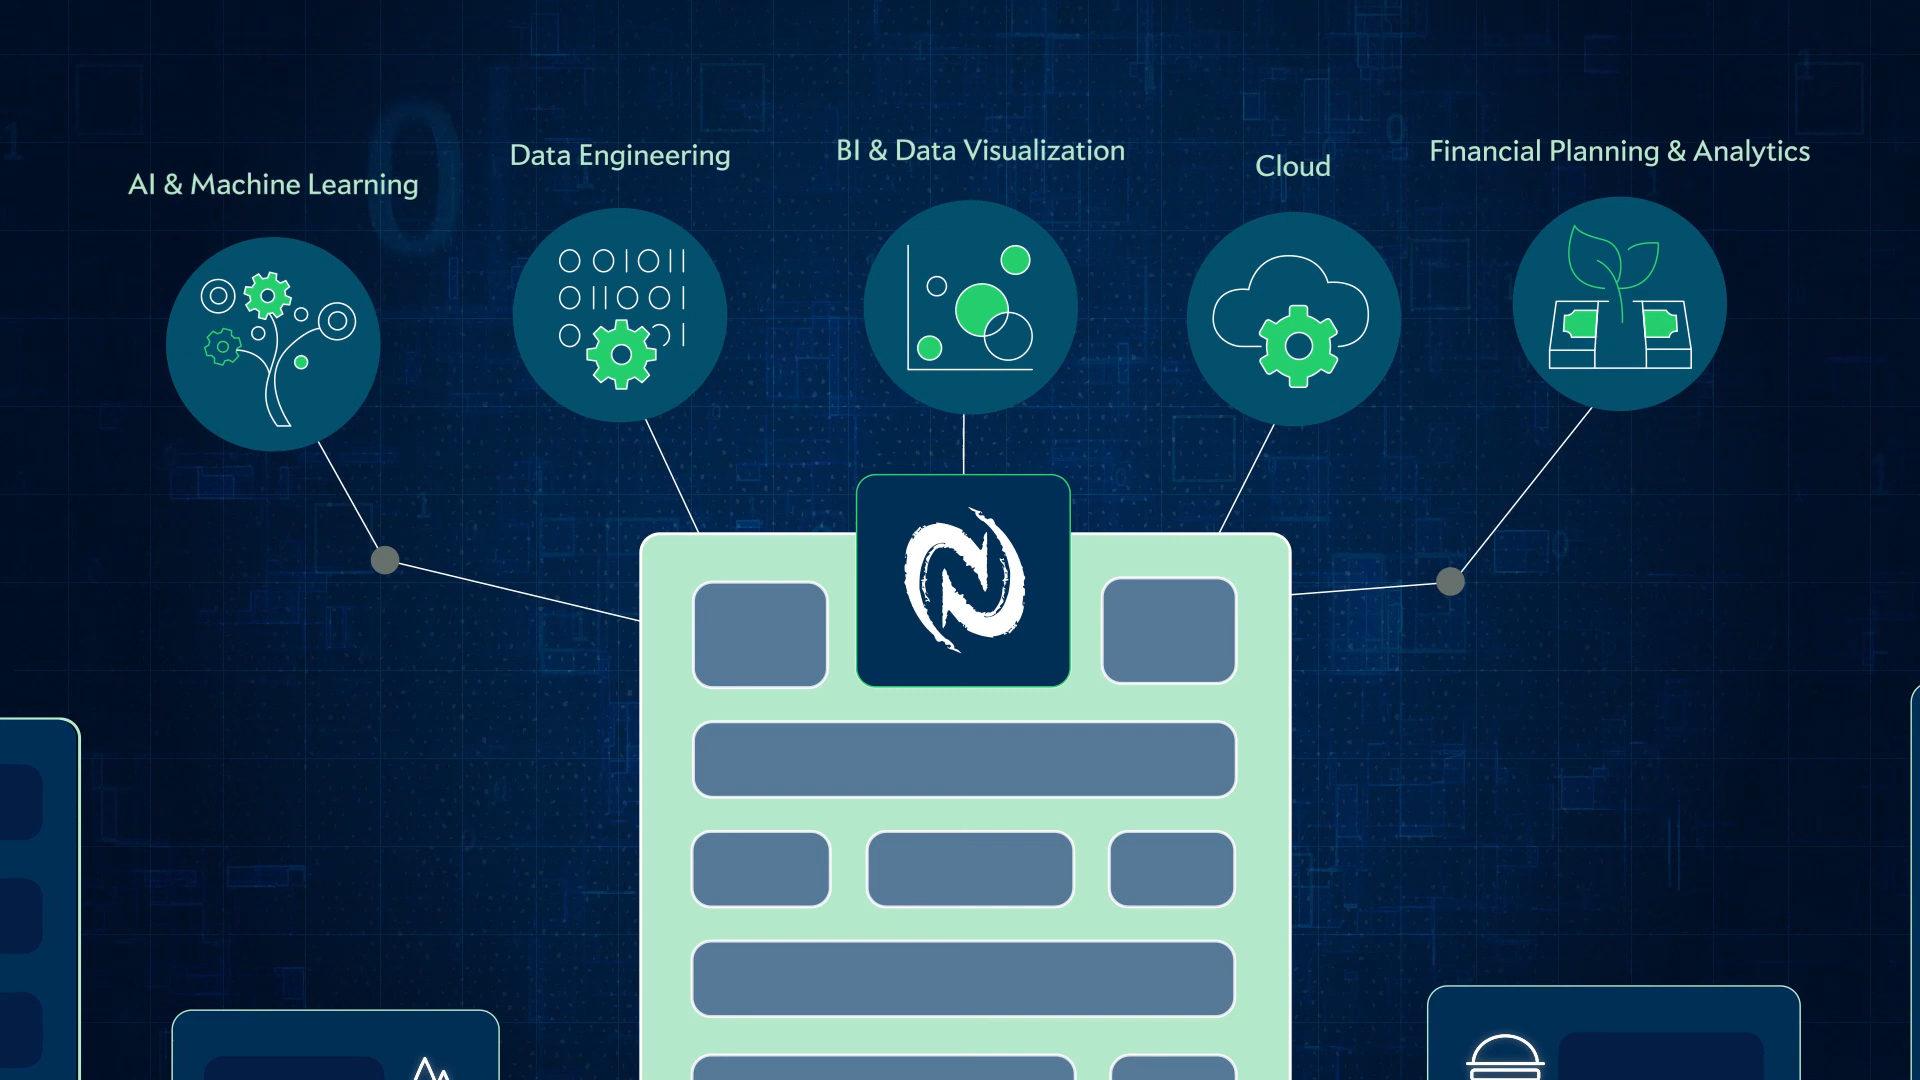 AI & Machine Learning
Data Engineering
BI & Data Visualization
Cloud
Financial Planning & Analytics